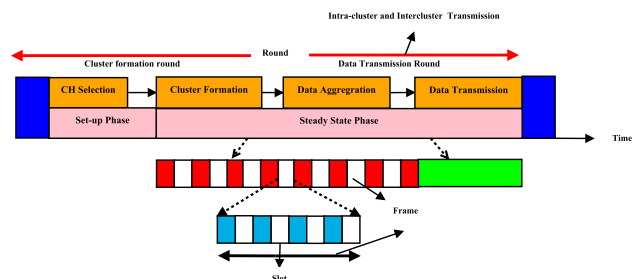 Intra-cluster and Intercluster Transmission
Round
Cluster formation round
Data Transmission Round
CH Selection
Cluster Formation
Data Aggregration
Data Transmission
Set-up Phase
Steady State Phase
Time
Frame
Slot